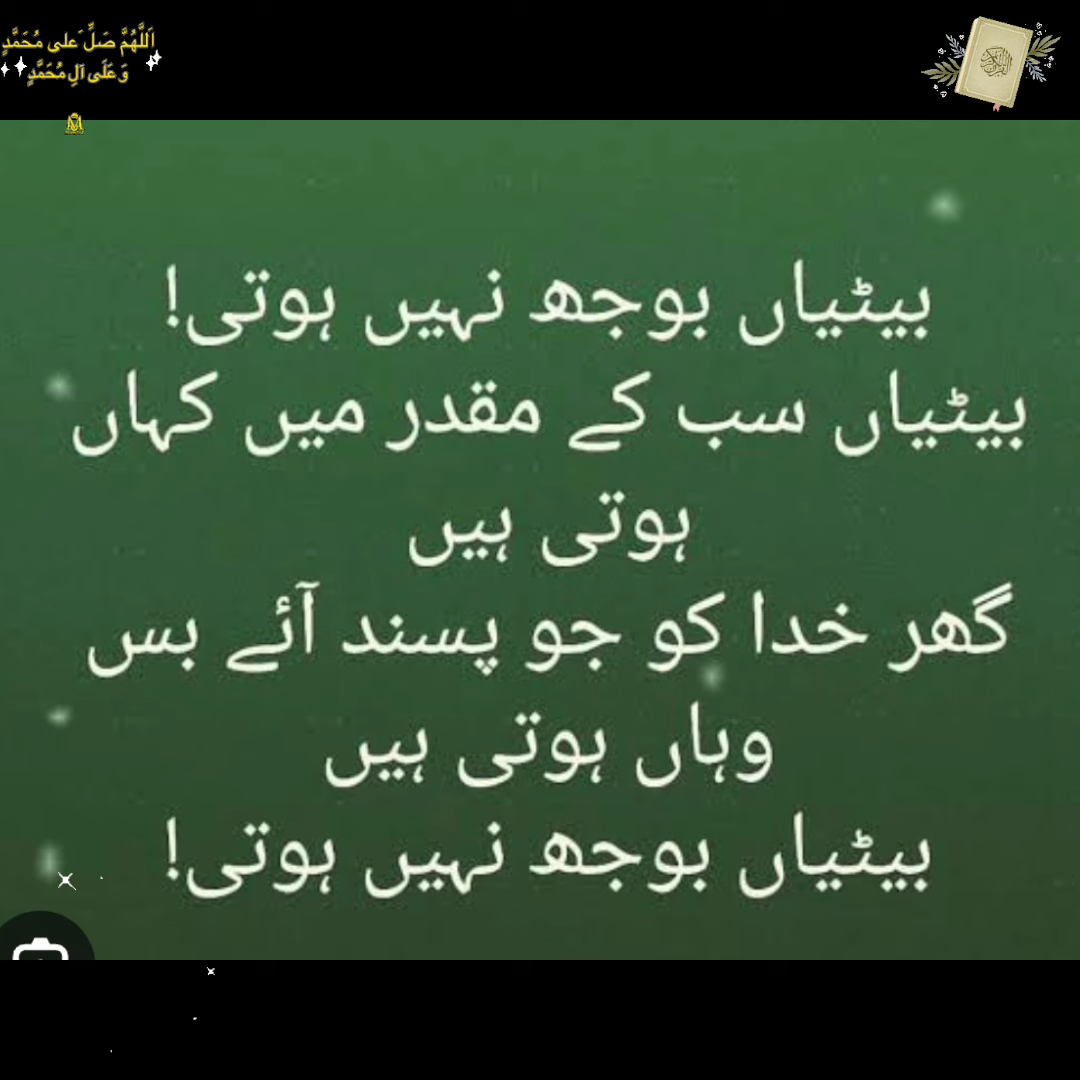 اَللَّهُمَّ صَلِّ عَلی مُحَمَّدٍ
وَ عَلَی آلِ مُحَمَّدٍ
بیٹیاں بوجھ نہیں ہوتی!
بیٹیاں سب کے مقدر میں کہاں
ہوتی ہیں
گھر خدا کو جو پسند آئے بس
وہاں ہوتی ہیں
بیٹیاں بوجھ نہیں ہوتی!